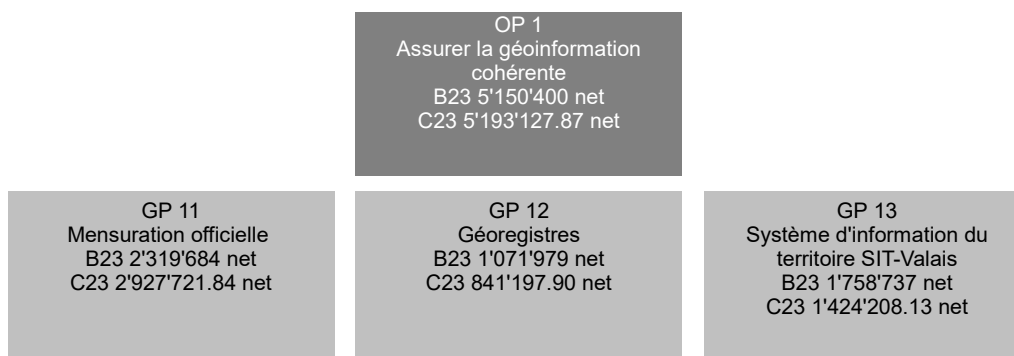 OP 1
Assurer la géoinformation
cohérente
B23 5'150'400 net
C23 5'193'127.87 net
GP 11
Mensuration officielle
B23 2'319'684 net
C23 2'927'721.84 net
GP 12
Géoregistres
B23 1'071'979 net
C23 841'197.90 net
GP 13
Système d'information du
territoire SIT-Valais
B23 1'758'737 net
C23 1'424'208.13 net